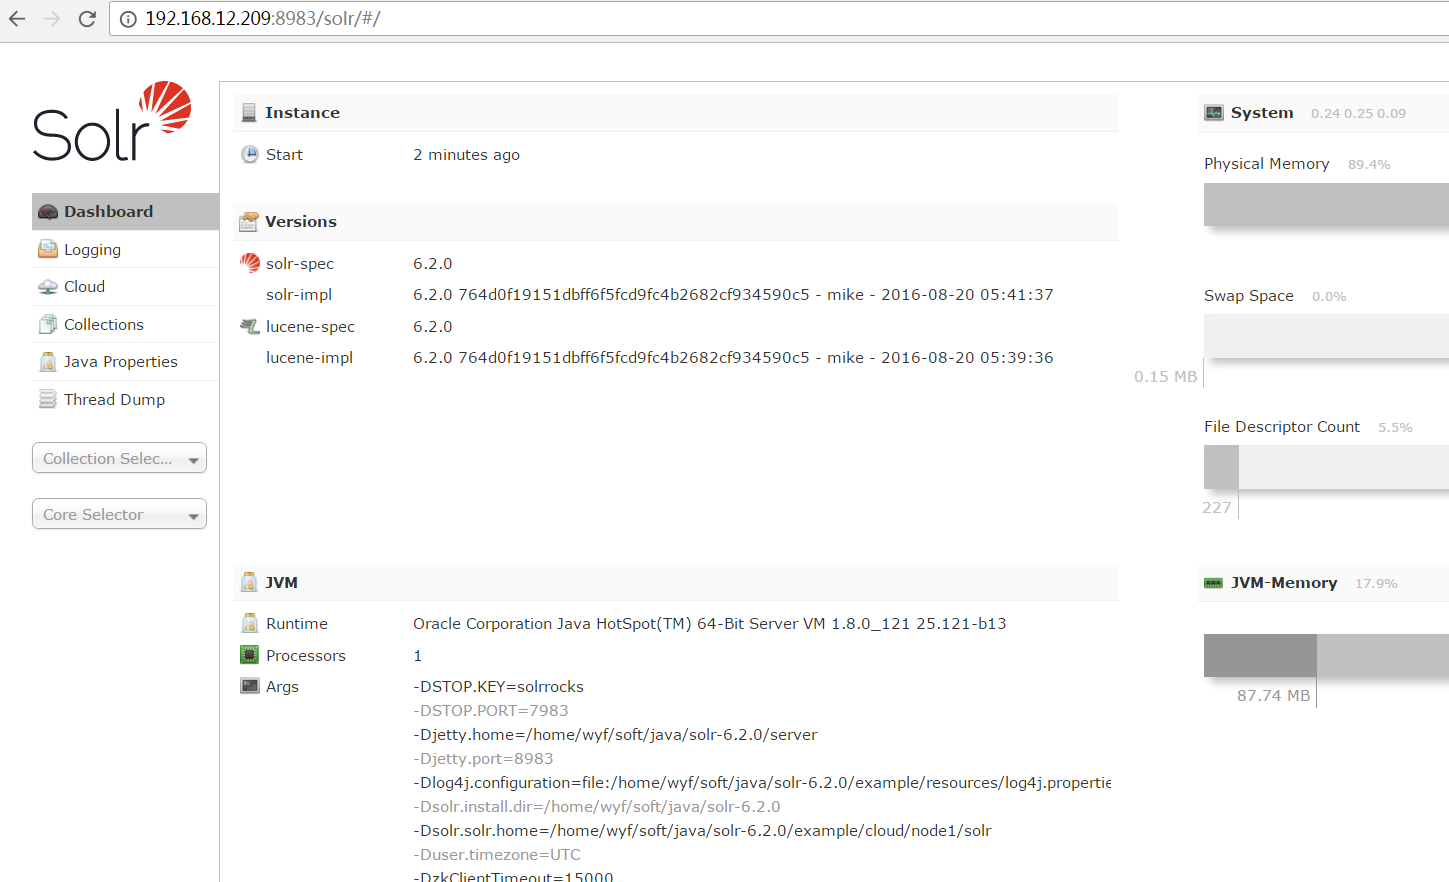 192.168.12.209:8983/solr/#/
Solr
Dashboard
Logging
Cloud
Collections
Java Properties
Thread Dump
Collection Selec...
Core Selector
Instance
Start 2 minutes ago
Versions
solr-spec 6.2.0
solr-impl 6.2.0 764d0f19151dbff6f5fcd9fc4b2682cf934590c5 - mike - 2016-08-20 05:41:37
lucene-spec 6.2.0
lucene-impl 6.2.0 764d0f19151dbff6f5fcd9fc4b2682cf934590c5 - mike - 2016-08-20 05:39:36
JVM
Runtime Oracle Corporation Java HotSpot(TM) 64-Bit Server VM 1.8.0_121 25.121-b13
Processors 1
Args -DSTOP.KEY=solrrocks
-DSTOP.PORT=7983
-Djetty.home=/home/wyf/soft/java/solr-6.2.0/server
-Djetty.port=8983
-Dlog4j.configuration=file:/home/wyf/soft/java/solr-6.2.0/example/resources/log4j.propertie
-Dsolr.install.dir=/home/wyf/soft/java/solr-6.2.0
-Dsolr.solr.home=/home/wyf/soft/java/solr-6.2.0/example/cloud/node1/solr
-Duser.timezone=UTC
-DzkClientTimeout=15000
System 0.24 0.25 0.09
Physical Memory 89.4%
Swap Space 0.0%
0.15 MB
File Descriptor Count 5.5%
227
JVM-Memory 17.9%
87.74 MB